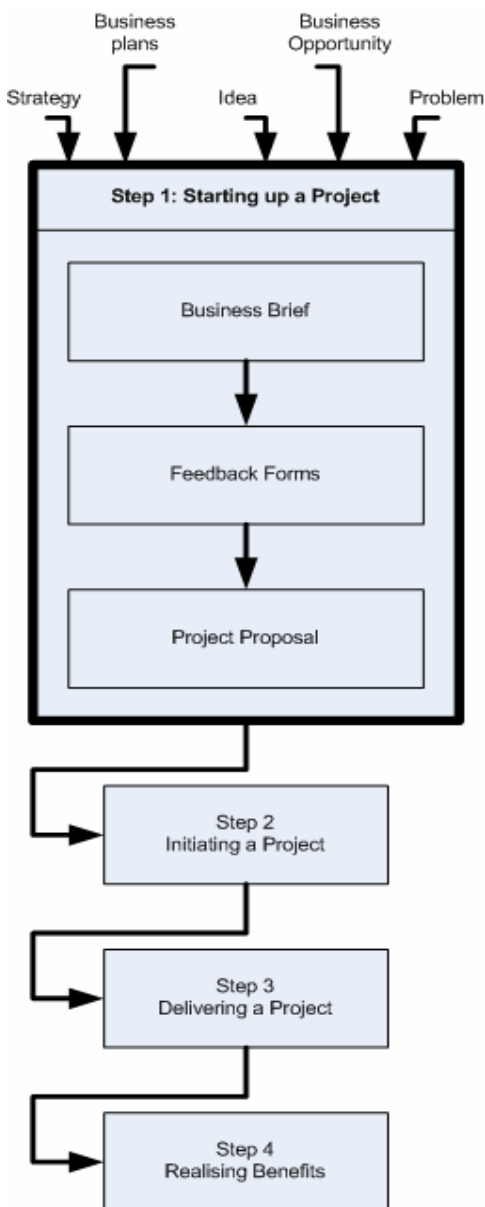 Business
plans
Business
Opportunity
Strategy
Idea
Problem
Step 1: Starting up a Project
Business Brief
Feedback Forms
Project Proposal
Step 2
Initiating a Project
Step 3
Delivering a Project
Step 4
Realising Benefits